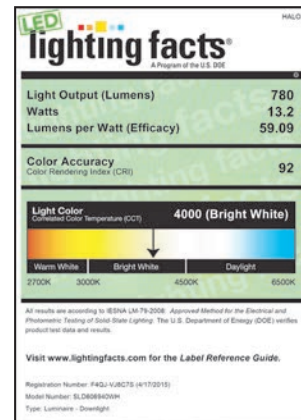 HALO
LED
lighting facts®
A Program of the U.S. DOE
Light Output (Lumens) 780
Watts 13.2
Lumens per Watt (Efficacy) 59.09
Color Accuracy 92
Color Rendering Index (CRI)
Light Color 4000 (Bright White)
Correlated Color Temperature (CCT)
Warm White Bright White Daylight
2700K 3000K 4500K 6500K
All results are according to IESNA LM-79-2008: Approved Method for the Electrical and
Photometric Testing of Solid-State Lighting. The U.S. Department of Energy (DOE) verifies
product test data and results.
Visit www.lightingfacts.com for the Label Reference Guide.
Registration Number: F4QJ-VJ6C7S (4/17/2015)
Model Number: SLD606940WH
Type: Luminaire - Downlight